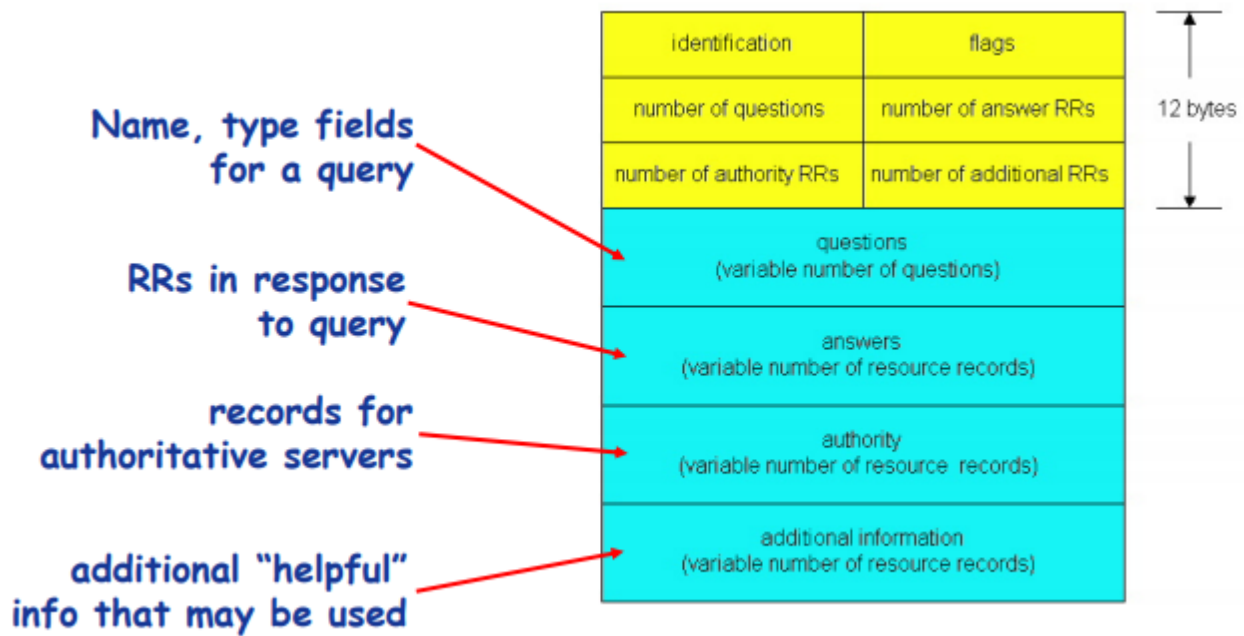 identification
flags
number of questions
number of answer RRs
12 bytes
number of authority RRs
number of additional RRs
Name, type fields
for a query
questions
(variable number of questions)
RRs in response
to query
answers
(variable number of resource records)
records for
authoritative servers
authority
(variable number of resource records)
additional "helpful"
info that may be used
additional information
(variable number of resource records)